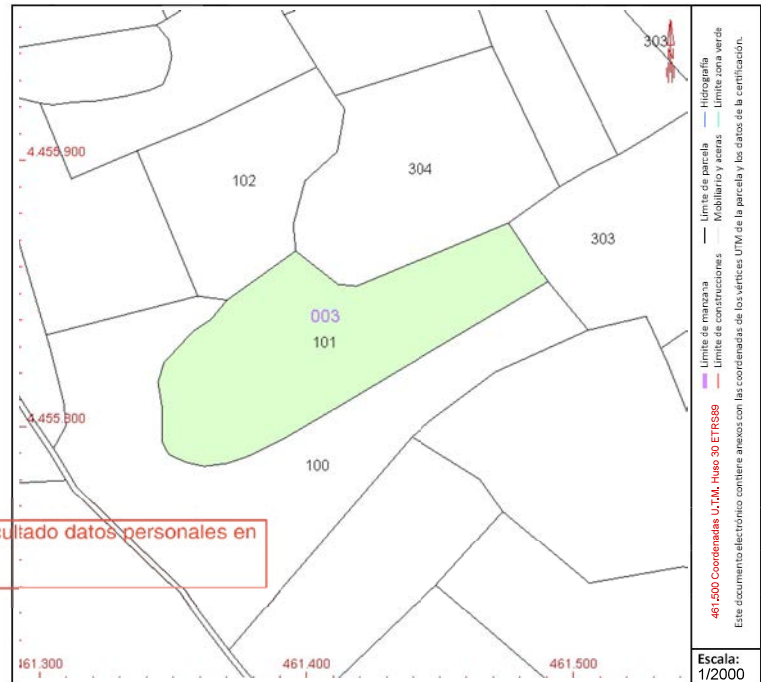 303
4.455.900
102
304
303
003
101
4.455.800
100
cultado datos personales en
461.300
461.400
461.500
Límite de manzana
Límite de parcela
Hidrografía
Límite de construcciones
Mobiliario y aceras
Límite zona verde
461.500 Coordenadas U.T.M. Huso 30 ETRS89
Este documento electrónico contiene anexos con las coordenadas de los vértices UTM de la parcela y los datos de la certificación.
Escala:
1/2000